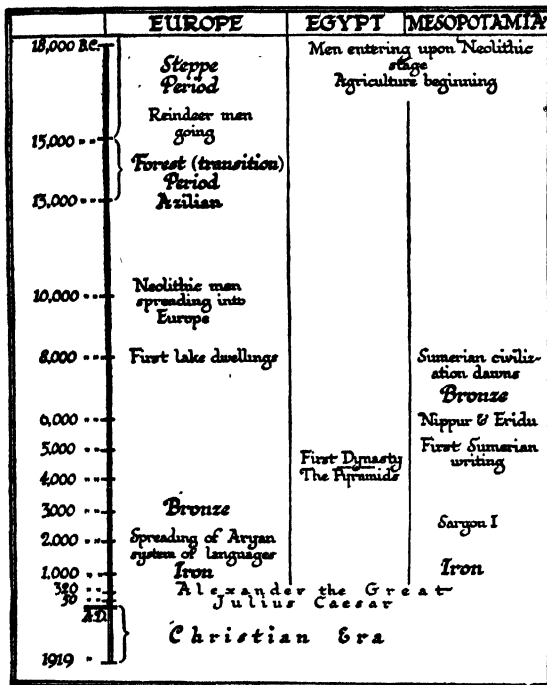 EUROPE EGYPT MESOPOTAMIA
18,000 B.C. Men entering upon Neolithic
stage
Steppe
Period Agriculture beginning
Reindeer men
going
15,000
Forest (transition)
Period
13,000 Azilian
Neolithic men
10,000 spreading into
Europe
8,000 First lake dwellings Sumerian civiliz-
ation dawns
Bronze
6,000 Nippur & Eridu
5,000 First Dynasty First Sumerian
writing
4,000 The Pyramids
3,000 Bronze
Sargon I
2,000 Spreading of Aryan
system of languages
1,000 Iron Iron
Alexander the Great
50 Julius Caesar
A.D.
Christian Era
1919